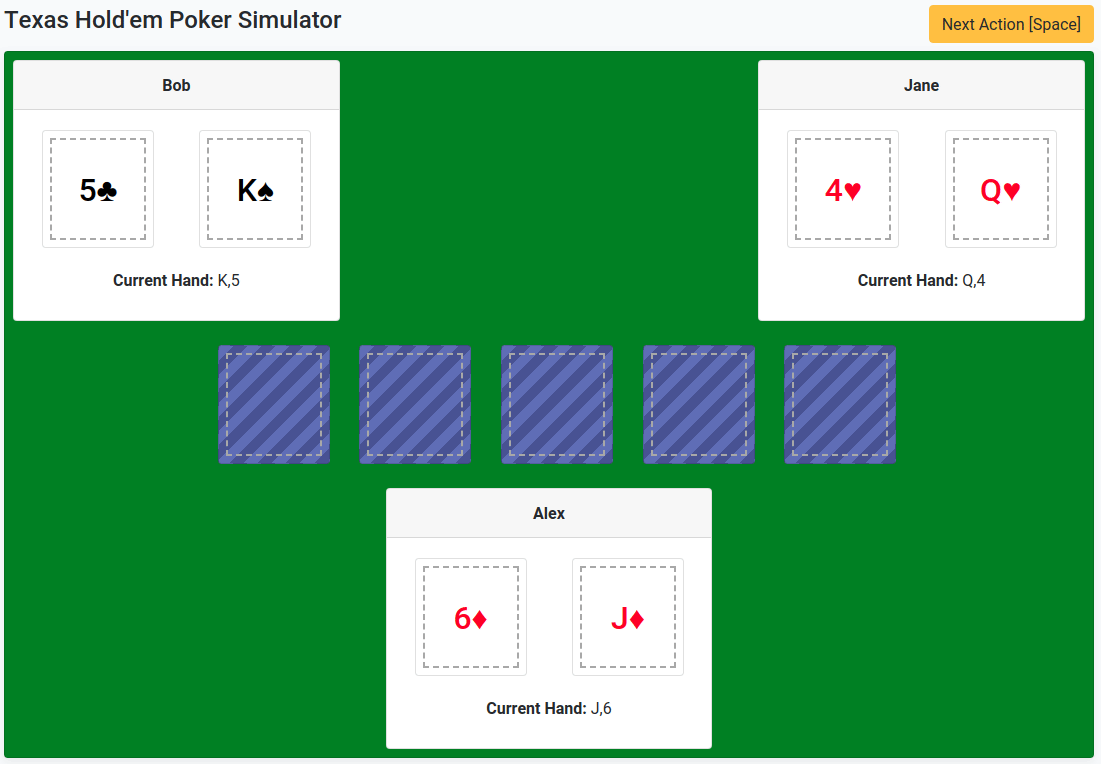 Texas Hold'em Poker Simulator
Next Action [Space]
Bob
5♣ K♠
Current Hand: K,5
Jane
4♥ Q♥
Current Hand: Q,4
Alex
6♦ J♦
Current Hand: J,6